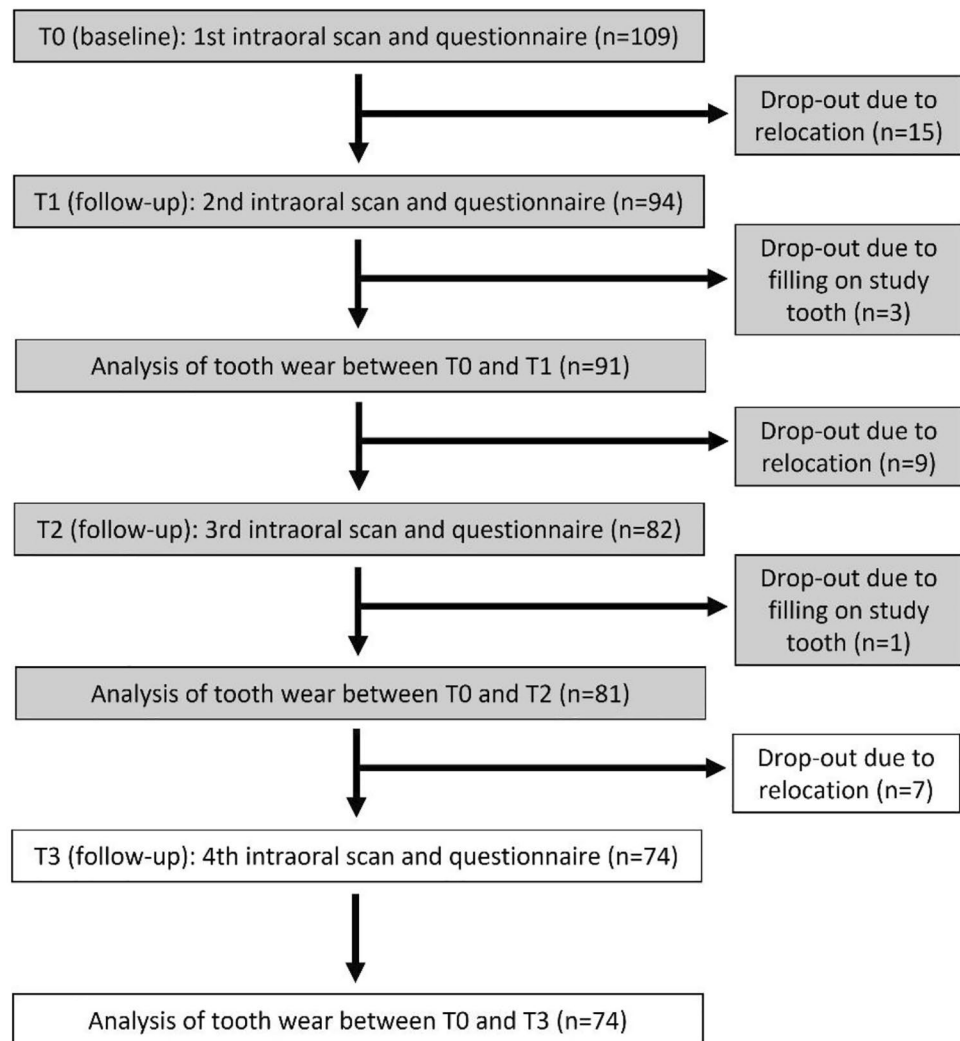 T0 (baseline): 1st intraoral scan and questionnaire (n=109)
Drop-out due to
relocation (n=15)
T1 (follow-up): 2nd intraoral scan and questionnaire (n=94)
Drop-out due to
filling on study
tooth (n=3)
Analysis of tooth wear between T0 and T1 (n=91)
Drop-out due to
relocation (n=9)
T2 (follow-up): 3rd intraoral scan and questionnaire (n=82)
Drop-out due to
filling on study
tooth (n=1)
Analysis of tooth wear between T0 and T2 (n=81)
Drop-out due to
relocation (n=7)
T3 (follow-up): 4th intraoral scan and questionnaire (n=74)
Analysis of tooth wear between T0 and T3 (n=74)